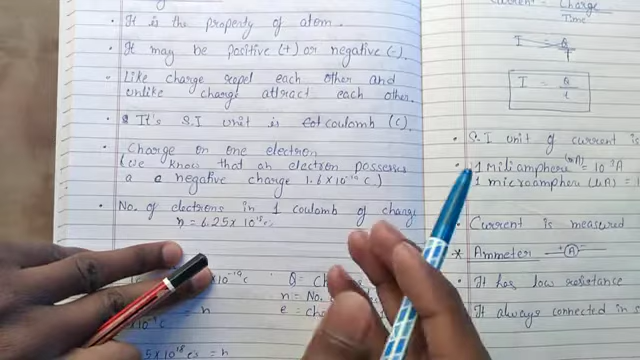 It is the property of atom.
It may be positive (+) or negative (-).
Like charge repel each other and
unlike charge attract each other.
It's S.I unit is coulomb (C).
Charge on one electron
(we know that an electron possesses
a negative charge 1.6×10⁻¹⁹ C.)
No. of electrons in 1 coulomb of charge
n = 6.25×10¹⁸
n = No.
= n
= n
Charge
Time
I = Q/t
I = Q/t
S.I unit of current is
1 miliamphere (mA) = 10⁻³A
1 microamphere (μA) =
Current is measured
* Ammeter (A)
It has low resistance
It always connected in s